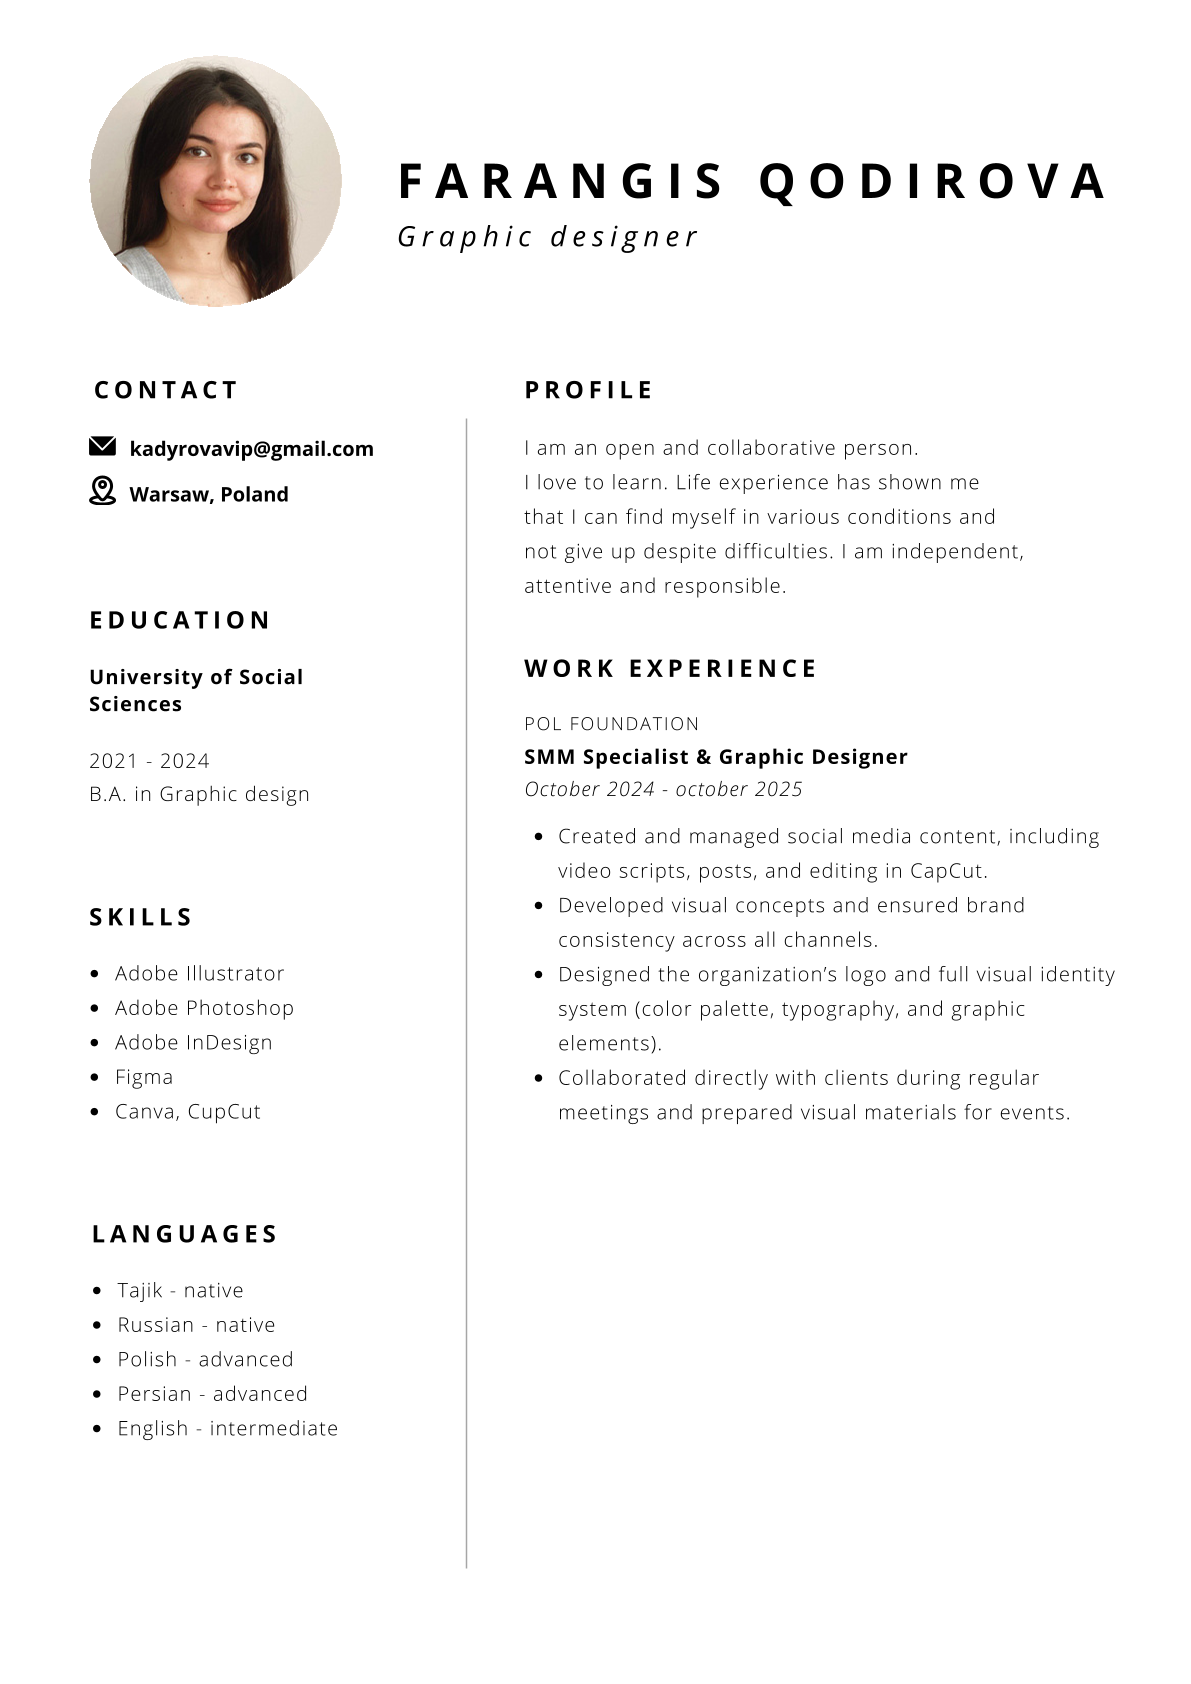 FARANGIS QODIROVA
Graphic designer
CONTACT
kadyrovavip@gmail.com
Warsaw, Poland
EDUCATION
University of Social
Sciences
2021 - 2024
B.A. in Graphic design
SKILLS
• Adobe Illustrator
• Adobe Photoshop
• Adobe InDesign
• Figma
• Canva, CupCut
LANGUAGES
• Tajik - native
• Russian - native
• Polish - advanced
• Persian - advanced
• English - intermediate
PROFILE
I am an open and collaborative person.
I love to learn. Life experience has shown me
that I can find myself in various conditions and
not give up despite difficulties. I am independent,
attentive and responsible.
WORK EXPERIENCE
POL FOUNDATION
SMM Specialist & Graphic Designer
October 2024 - october 2025
• Created and managed social media content, including
video scripts, posts, and editing in CapCut.
• Developed visual concepts and ensured brand
consistency across all channels.
• Designed the organization’s logo and full visual identity
system (color palette, typography, and graphic
elements).
• Collaborated directly with clients during regular
meetings and prepared visual materials for events.